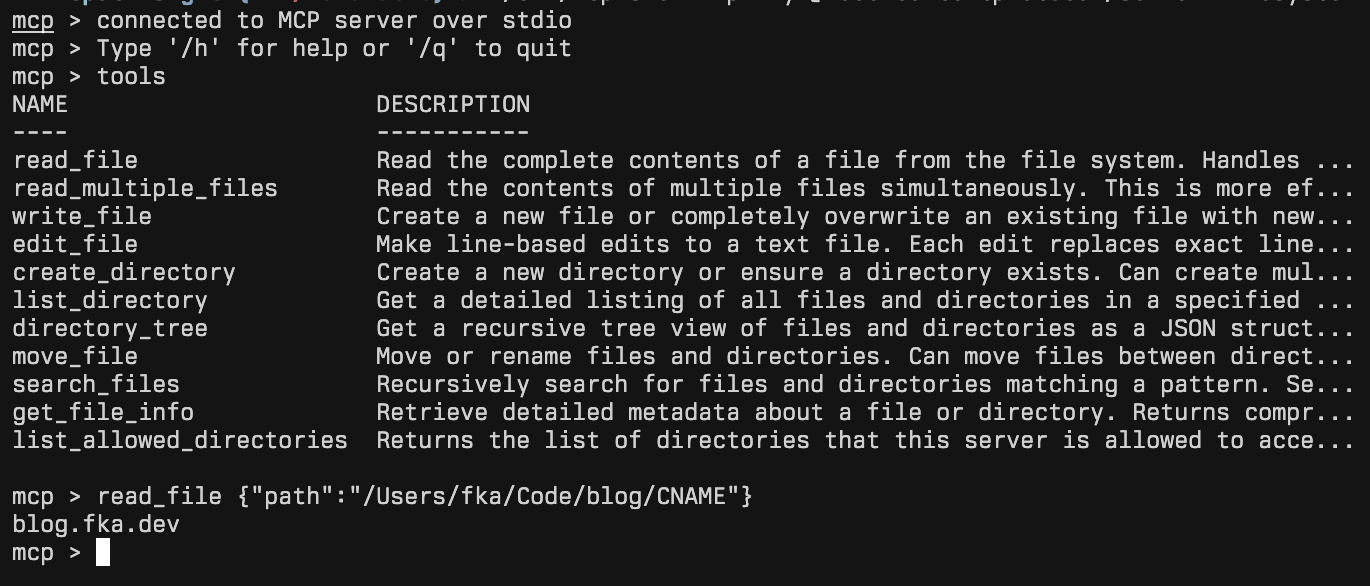 mcp > connected to MCP server over stdio
mcp > Type '/h' for help or '/q' to quit
mcp > tools
NAME                      DESCRIPTION
----                      -----------
read_file                 Read the complete contents of a file from the file system. Handles ...
read_multiple_files       Read the contents of multiple files simultaneously. This is more ef...
write_file                Create a new file or completely overwrite an existing file with new...
edit_file                 Make line-based edits to a text file. Each edit replaces exact line...
create_directory          Create a new directory or ensure a directory exists. Can create mul...
list_directory            Get a detailed listing of all files and directories in a specified ...
directory_tree            Get a recursive tree view of files and directories as a JSON struct...
move_file                 Move or rename files and directories. Can move files between direct...
search_files              Recursively search for files and directories matching a pattern. Se...
get_file_info             Retrieve detailed metadata about a file or directory. Returns compr...
list_allowed_directories  Returns the list of directories that this server is allowed to acce...
mcp > read_file {"path":"/Users/fka/Code/blog/CNAME"}
blog.fka.dev
mcp >